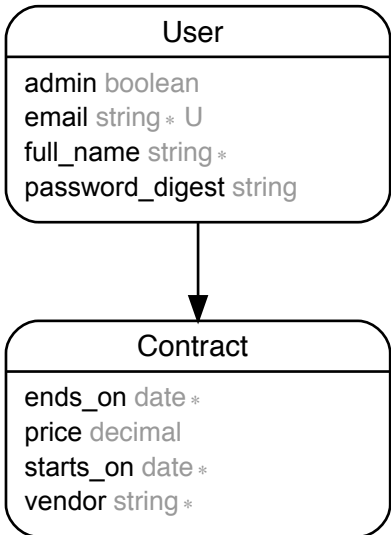 User
admin boolean
email string * U
full_name string *
password_digest string
Contract
ends_on date *
price decimal
starts_on date *
vendor string *